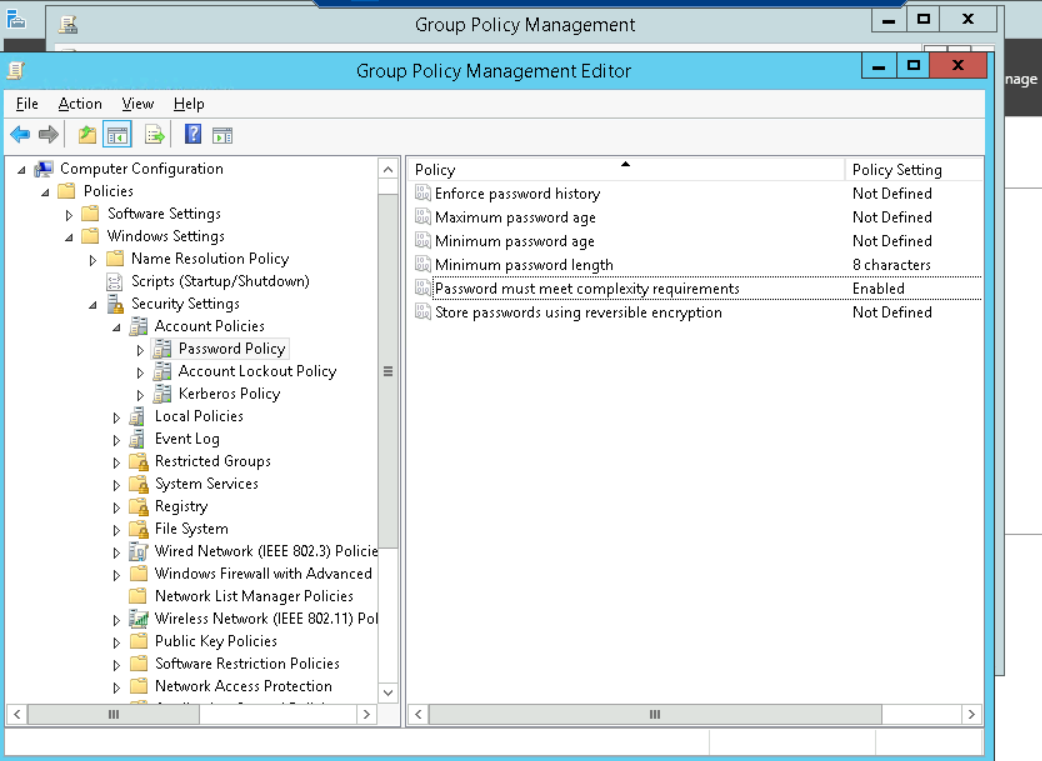 Group Policy Management
nage
Group Policy Management Editor
File Action View Help
Computer Configuration
Policies
Software Settings
Windows Settings
Name Resolution Policy
Scripts (Startup/Shutdown)
Security Settings
Account Policies
Password Policy
Account Lockout Policy
Kerberos Policy
Local Policies
Event Log
Restricted Groups
System Services
Registry
File System
Wired Network (IEEE 802.3) Policie
Windows Firewall with Advanced
Network List Manager Policies
Wireless Network (IEEE 802.11) Pol
Public Key Policies
Software Restriction Policies
Network Access Protection
Policy Policy Setting
Enforce password history Not Defined
Maximum password age Not Defined
Minimum password age Not Defined
Minimum password length 8 characters
Password must meet complexity requirements Enabled
Store passwords using reversible encryption Not Defined